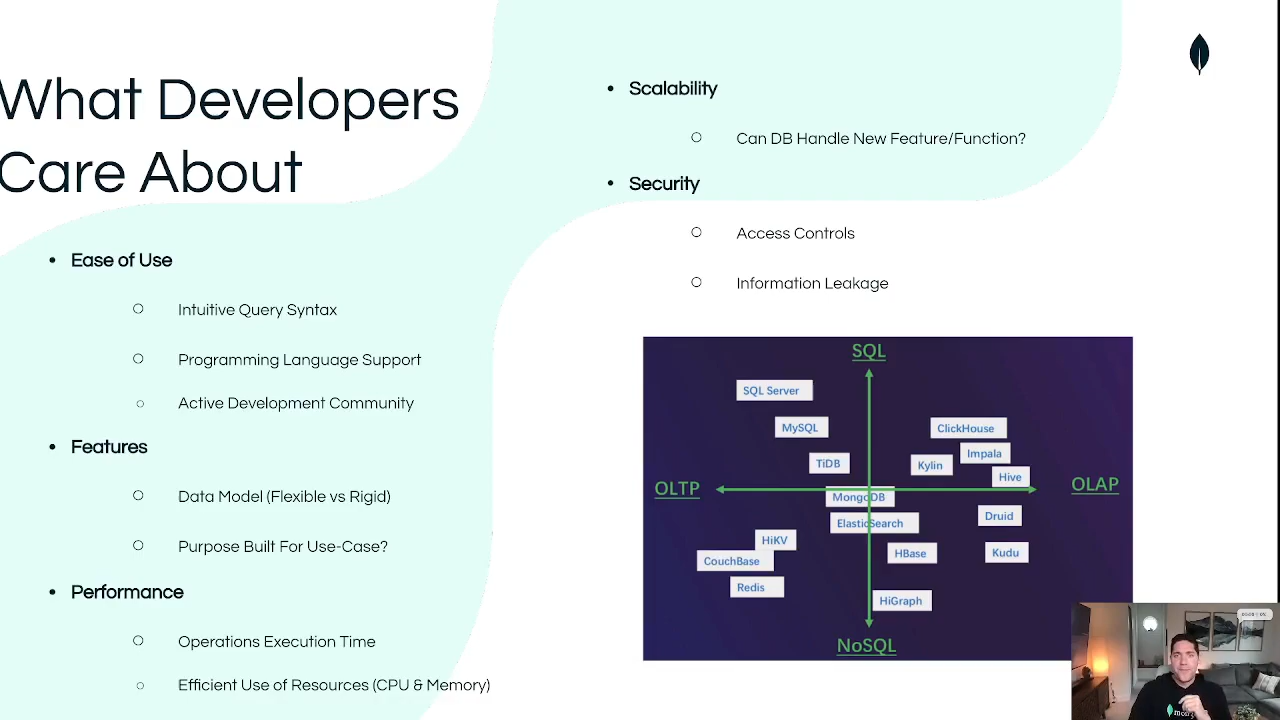 What Developers
Care About
• Ease of Use
○ Intuitive Query Syntax
○ Programming Language Support
○ Active Development Community
• Features
○ Data Model (Flexible vs Rigid)
○ Purpose Built For Use-Case?
• Performance
○ Operations Execution Time
○ Efficient Use of Resources (CPU & Memory)
• Scalability
○ Can DB Handle New Feature/Function?
• Security
○ Access Controls
○ Information Leakage
SQL
SQL Server
MySQL
ClickHouse
TiDB
Kylin
Impala
Hive
OLTP
OLAP
MongoDB
ElasticSearch
Druid
HiKV
HBase
Kudu
CouchBase
Redis
HiGraph
NoSQL